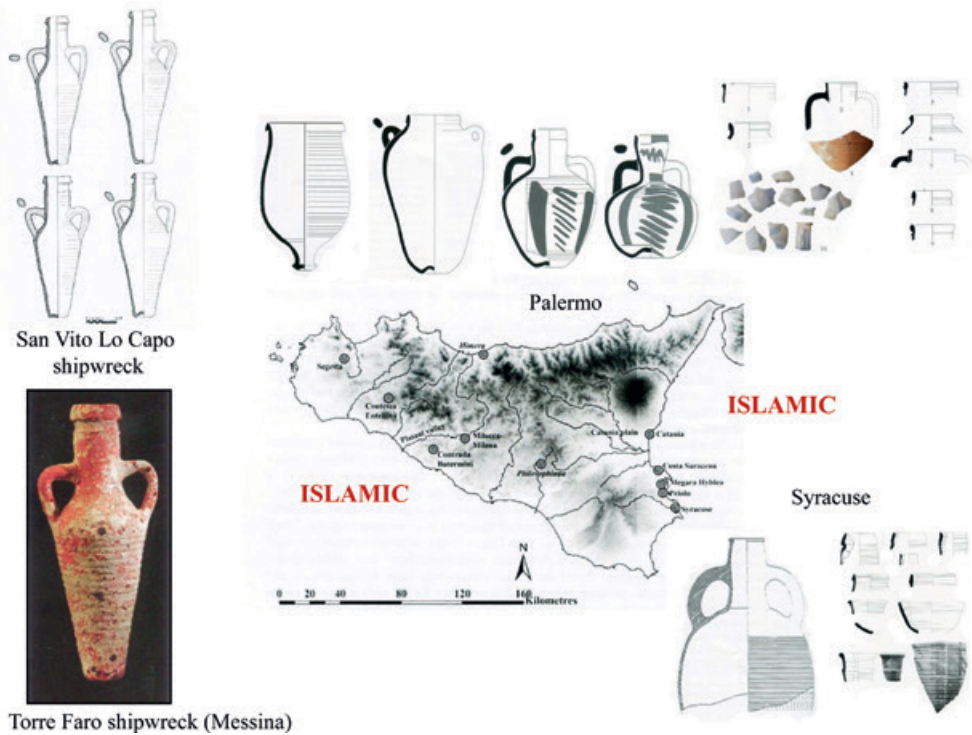 San Vito Lo Capo
shipwreck
Torre Faro shipwreck (Messina)
Palermo
ISLAMIC
ISLAMIC
Syracuse
Himera
Segesta
Contessa
Entellina
Platani valley
Milocca
Milena
Contrada
Butermini
Philosophiana
Catania plain
Catania
Costa Saracena
Megara Hyblea
Priolo
Syracuse
N
0 20 40 80 120 160
Kilometres